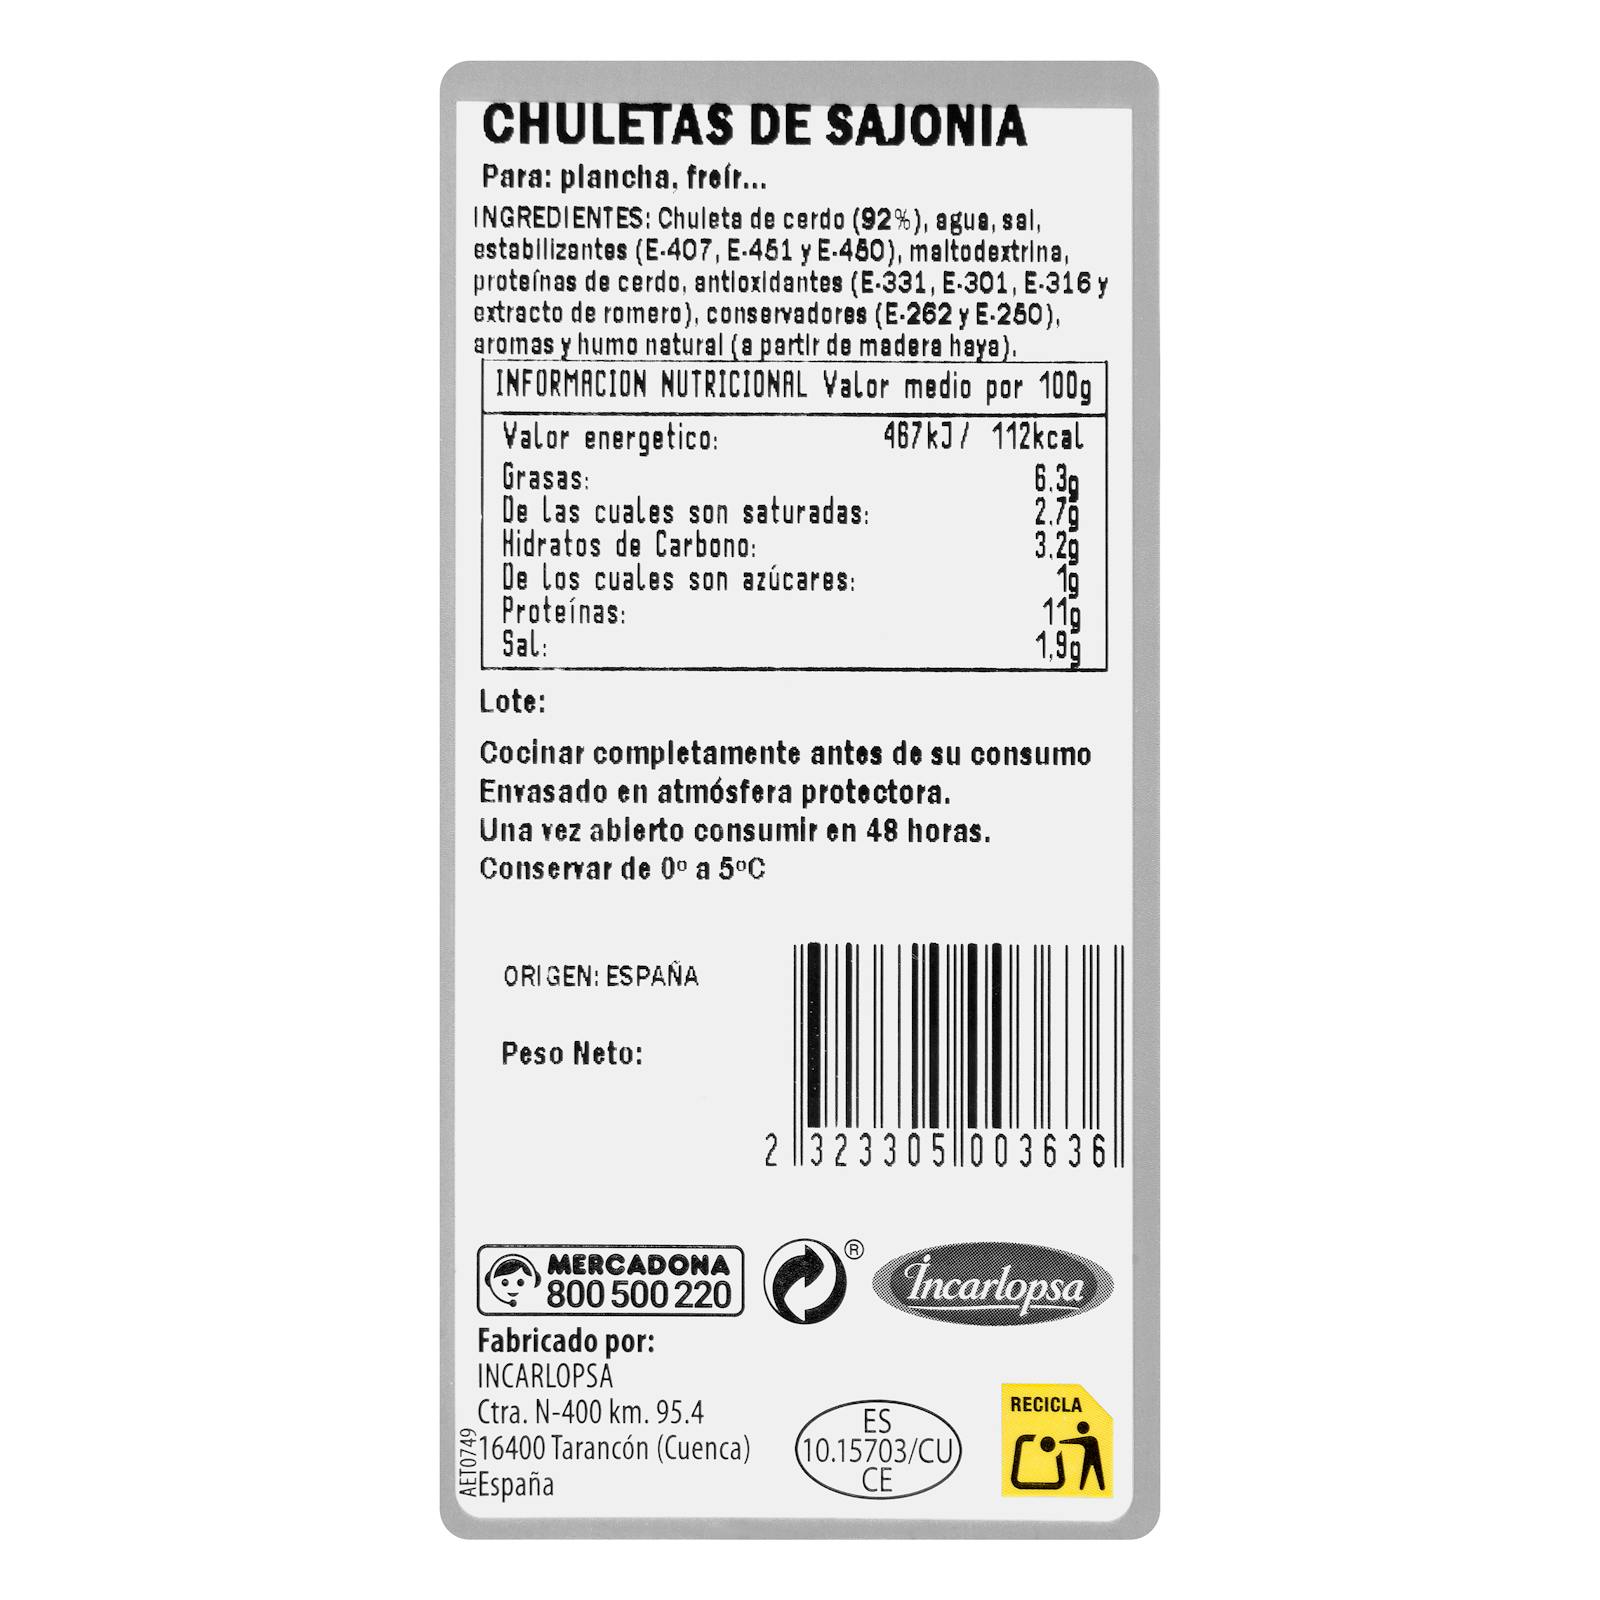 CHULETAS DE SAJONIA
Para: plancha, freír...
INGREDIENTES: Chuleta de cerdo (92%), agua, sal,
estabilizantes (E-407, E-451 y E-450), maltodextrina,
proteínas de cerdo, antioxidantes (E-331, E-301, E-316 y
extracto de romero), conservadores (E-262 y E-250),
aromas y humo natural (a partir de madera haya).
INFORMACION NUTRICIONAL Valor medio por 100g
Valor energetico: 467kJ/ 112kcal
Grasas: 6.3g
De las cuales son saturadas: 2.7g
Hidratos de Carbono: 3.2g
De los cuales son azúcares: 1g
Proteínas: 11g
Sal: 1,9g
Lote:
Cocinar completamente antes de su consumo
Envasado en atmósfera protectora.
Una vez abierto consumir en 48 horas.
Conservar de 0º a 5ºC
ORIGEN: ESPAÑA
Peso Neto:
2 323305 003636
MERCADONA
800 500 220
®
Incarlopsa
Fabricado por:
INCARLOPSA
Ctra. N-400 km. 95.4
16400 Tarancón (Cuenca)
España
AET0749
ES
10.15703/CU
CE
RECICLA